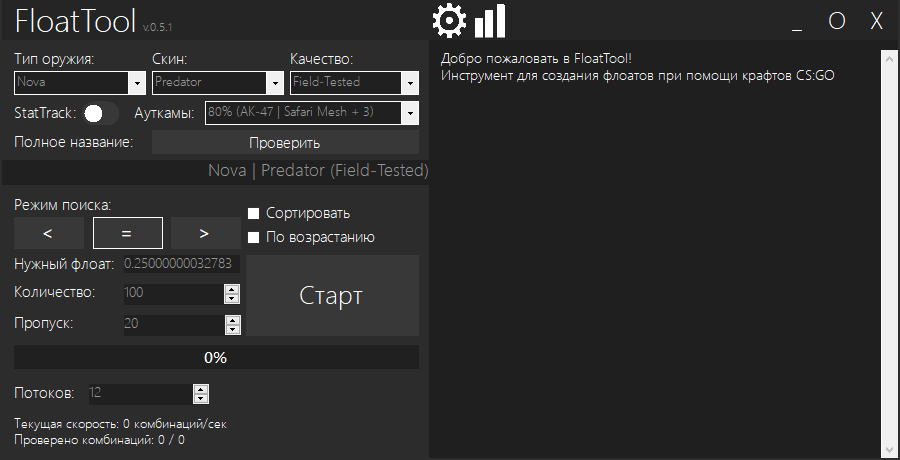 FloatTool v.0.5.1
_ O X
Тип оружия: Скин: Качество:
Nova Predator Field-Tested
StatTrack: Ауткамы: 80% (AK-47 | Safari Mesh + 3)
Полное название: Проверить
Nova | Predator (Field-Tested)
Режим поиска:
< = >
Сортировать
По возрастанию
Нужный флоат: 0.25000000032783
Количество: 100
Пропуск: 20
Старт
0%
Потоков: 12
Текущая скорость: 0 комбинаций/сек
Проверено комбинаций: 0 / 0
Добро пожаловать в FloatTool!
Инструмент для создания флоатов при помощи крафтов CS:GO